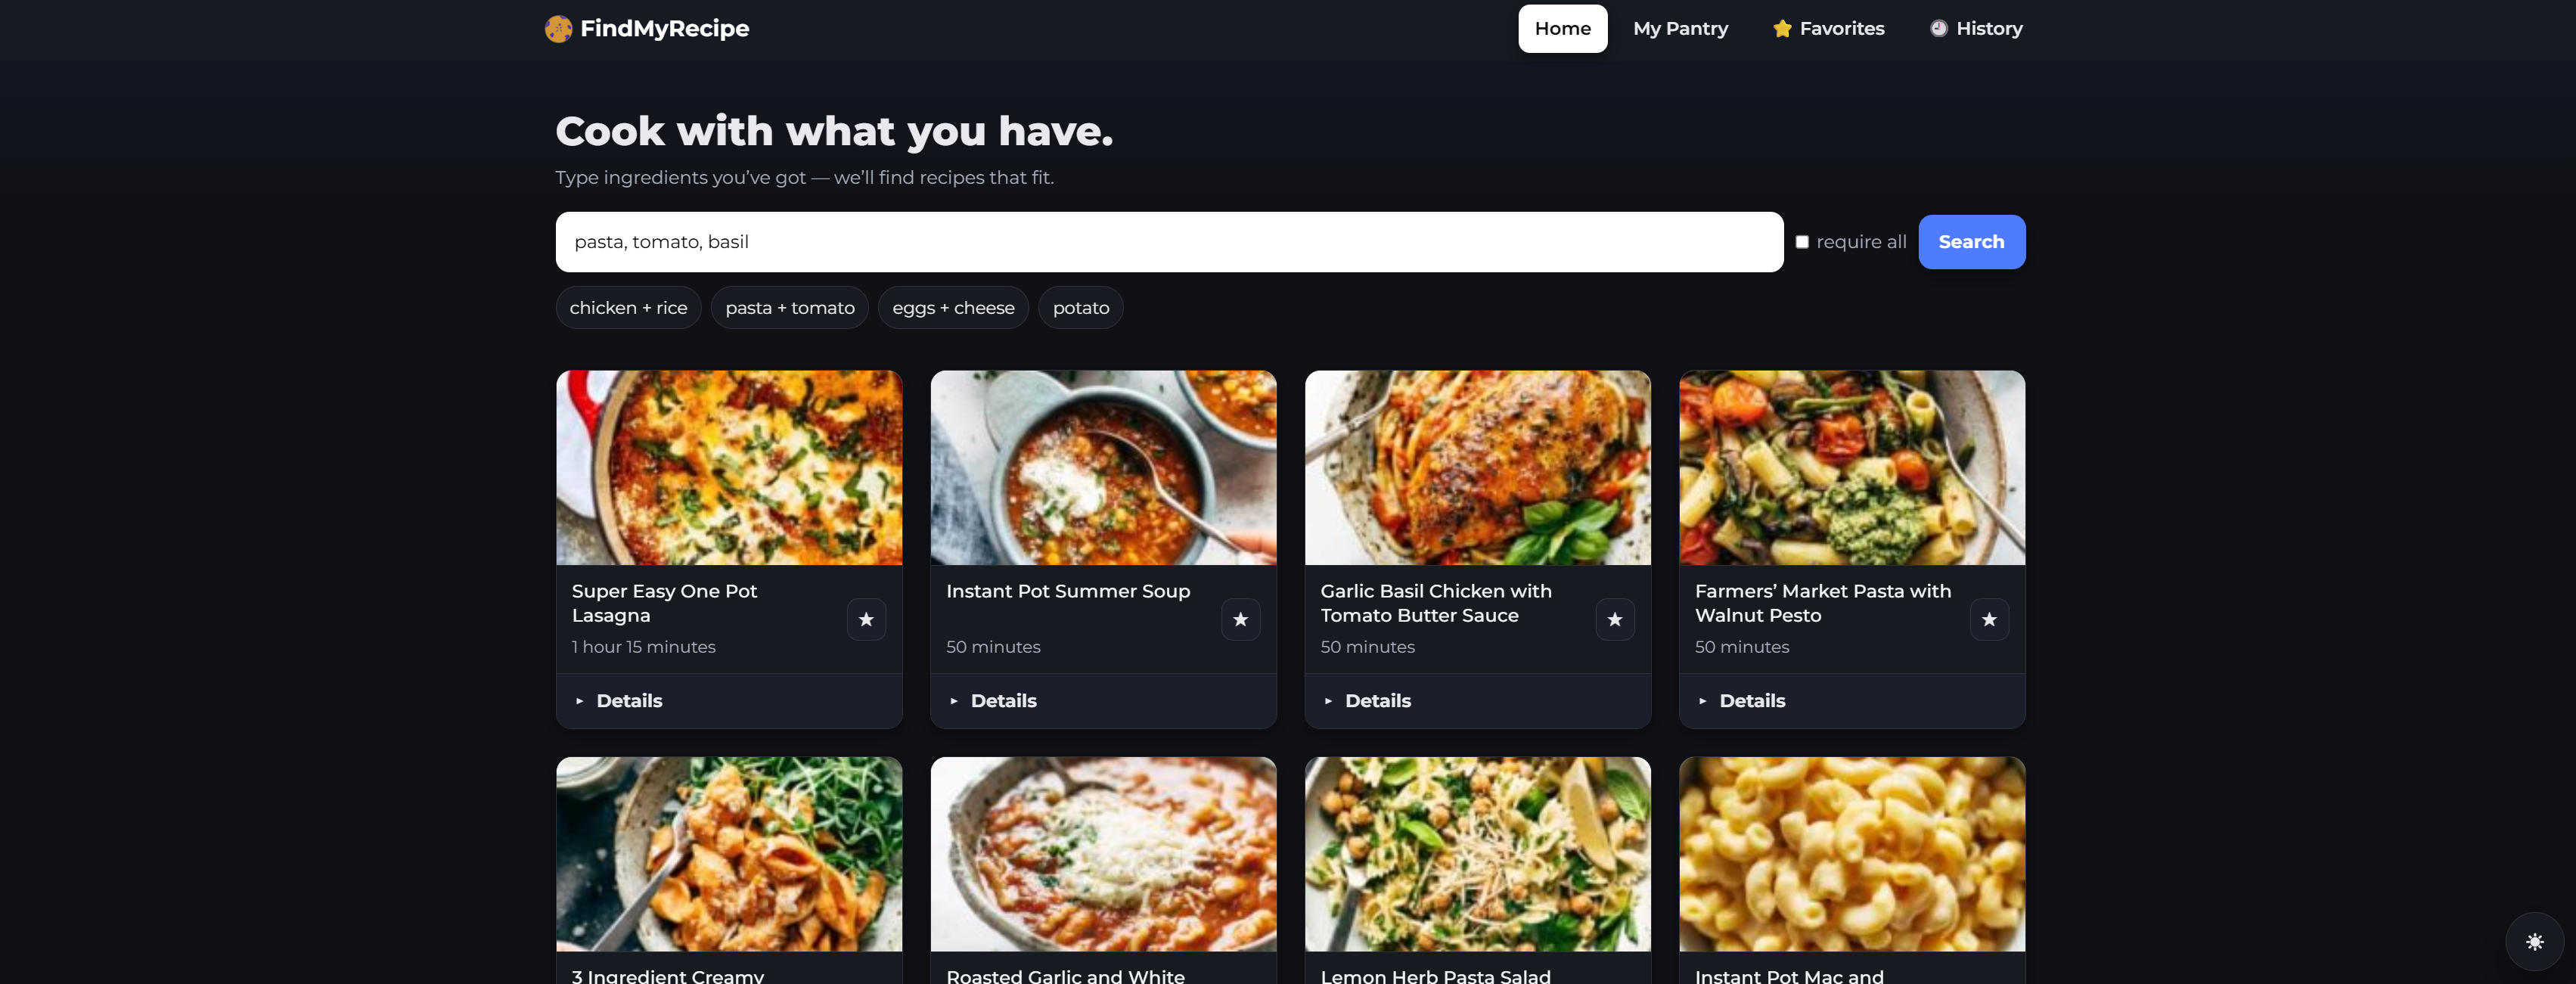 FindMyRecipe
Home
My Pantry
Favorites
History
Cook with what you have.
Type ingredients you’ve got — we’ll find recipes that fit.
pasta, tomato, basil
require all
Search
chicken + rice
pasta + tomato
eggs + cheese
potato
Super Easy One Pot
Lasagna
1 hour 15 minutes
Details
Instant Pot Summer Soup
50 minutes
Details
Garlic Basil Chicken with
Tomato Butter Sauce
50 minutes
Details
Farmers’ Market Pasta with
Walnut Pesto
50 minutes
Details
3 Ingredient Creamy
Roasted Garlic and White
Lemon Herb Pasta Salad
Instant Pot Mac and